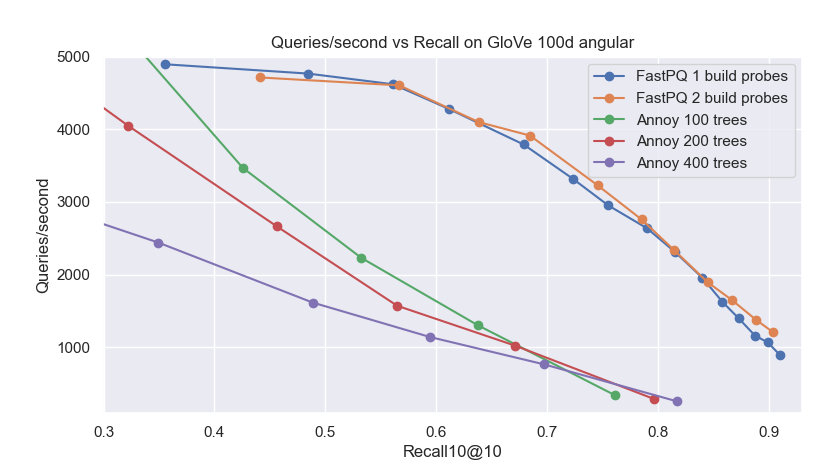 Queries/second vs Recall on GloVe 100d angular
5000
4000
3000
2000
1000
Queries/second
FastPQ 1 build probes
FastPQ 2 build probes
Annoy 100 trees
Annoy 200 trees
Annoy 400 trees
0.3 0.4 0.5 0.6 0.7 0.8 0.9
Recall10@10